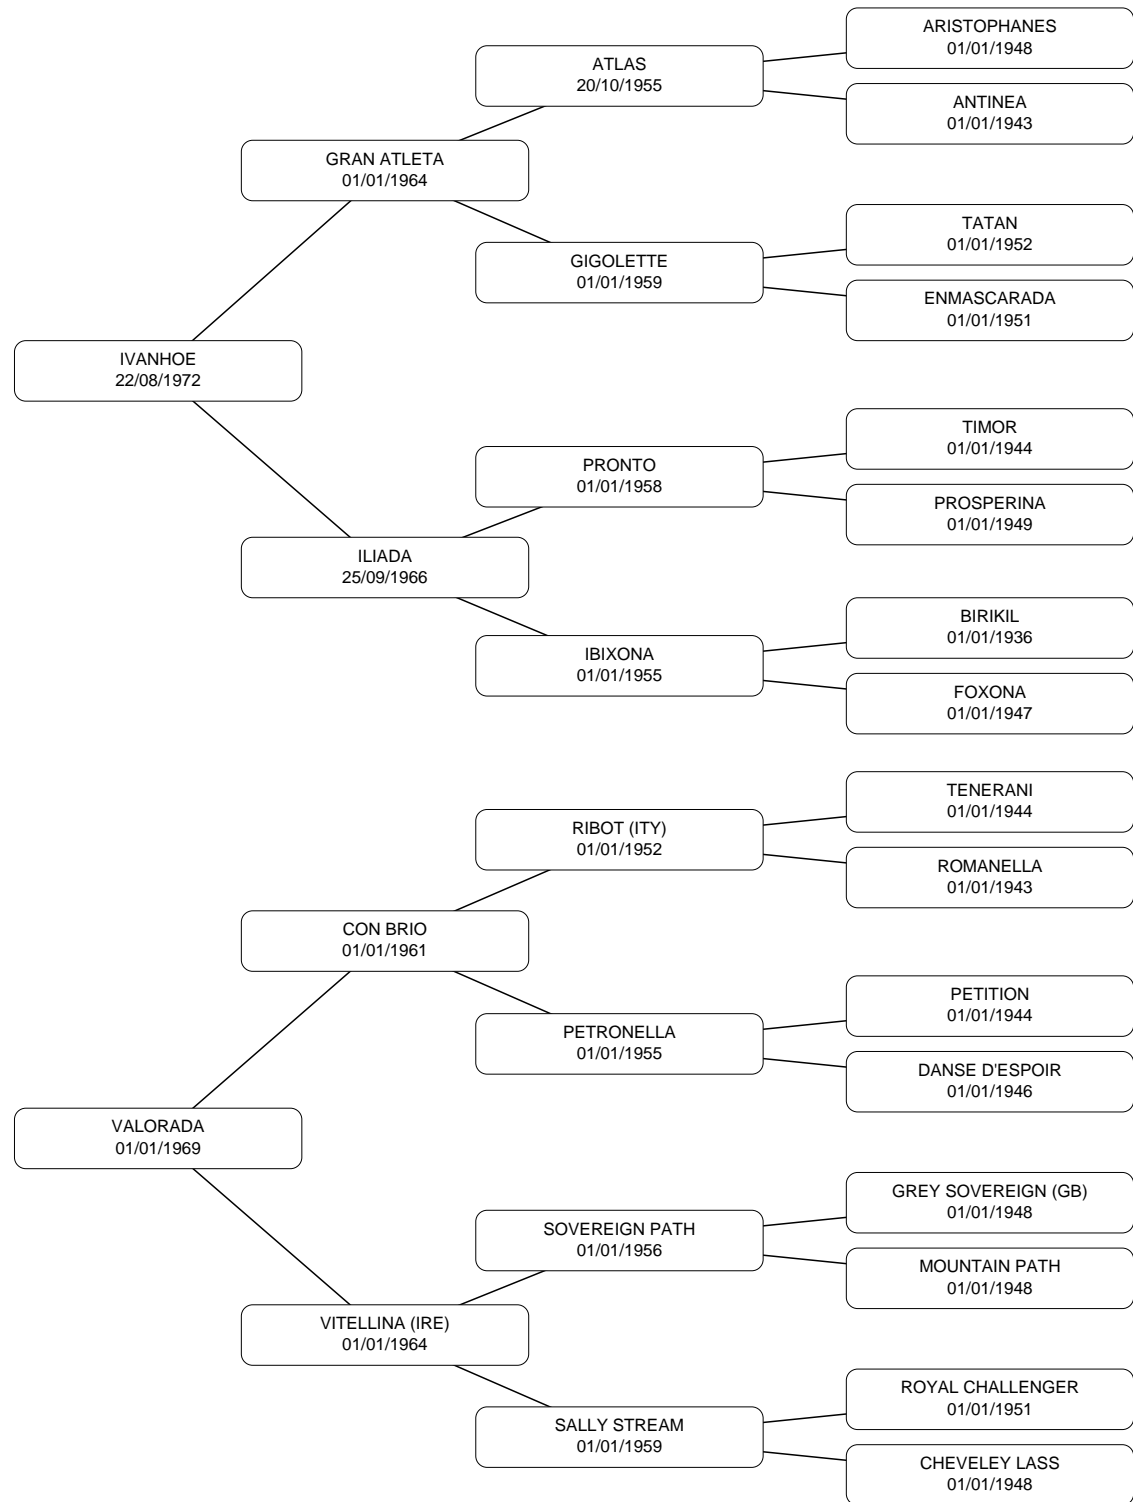 ARISTOPHANES
01/01/1948
ATLAS
20/10/1955
ANTINEA
01/01/1943
GRAN ATLETA
01/01/1964
TATAN
01/01/1952
GIGOLETTE
01/01/1959
ENMASCARADA
01/01/1951
IVANHOE
22/08/1972
TIMOR
01/01/1944
PRONTO
01/01/1958
PROSPERINA
01/01/1949
ILIADA
25/09/1966
BIRIKIL
01/01/1936
IBIXONA
01/01/1955
FOXONA
01/01/1947
TENERANI
01/01/1944
RIBOT (ITY)
01/01/1952
ROMANELLA
01/01/1943
CON BRIO
01/01/1961
PETITION
01/01/1944
PETRONELLA
01/01/1955
DANSE D'ESPOIR
01/01/1946
VALORADA
01/01/1969
GREY SOVEREIGN (GB)
01/01/1948
SOVEREIGN PATH
01/01/1956
MOUNTAIN PATH
01/01/1948
VITELLINA (IRE)
01/01/1964
ROYAL CHALLENGER
01/01/1951
SALLY STREAM
01/01/1959
CHEVELEY LASS
01/01/1948